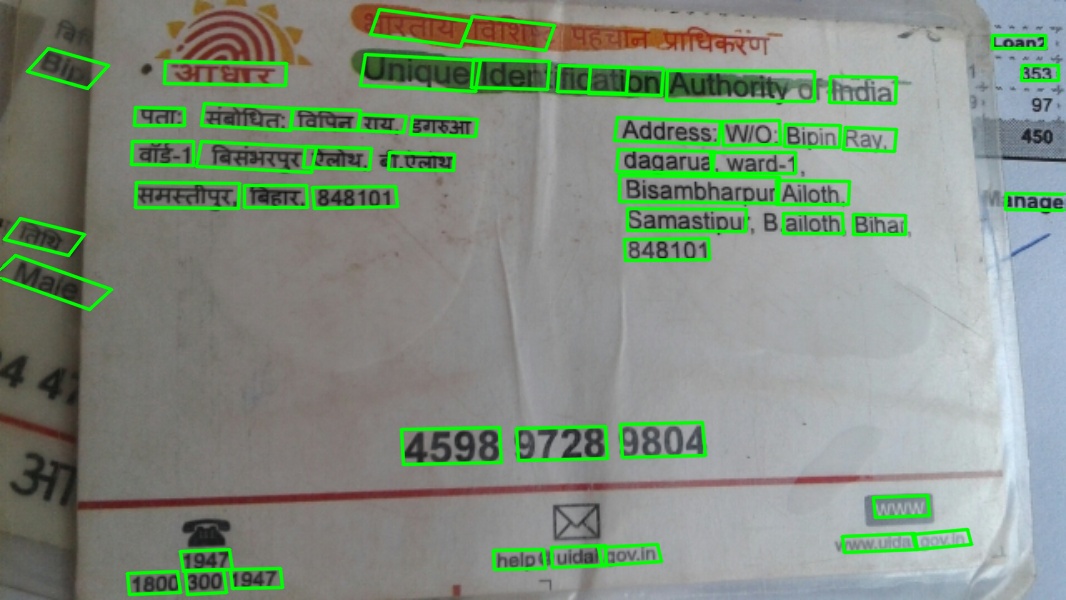 भारतीय विशिष्ट पहचान प्राधिकरण
आधार
Unique Identification Authority of India
पता: संबोधित: विपिन राय, डगरुआ
वॉर्ड-1 बिसंभरपुर ऐलोथ, बी.ऐलौथ
समस्तीपुर, बिहार, 848101
Address: W/O: Bipin Ray,
dagarua, ward-1,
Bisambharpur Ailoth,
Samastipur, B.ailoth, Bihar,
848101
4598 9728 9804
1947
1800 300 1947
help@uidai.gov.in
www
www.uidai.gov.in
तिथि
Male
Loan2
353
97
450
Manage